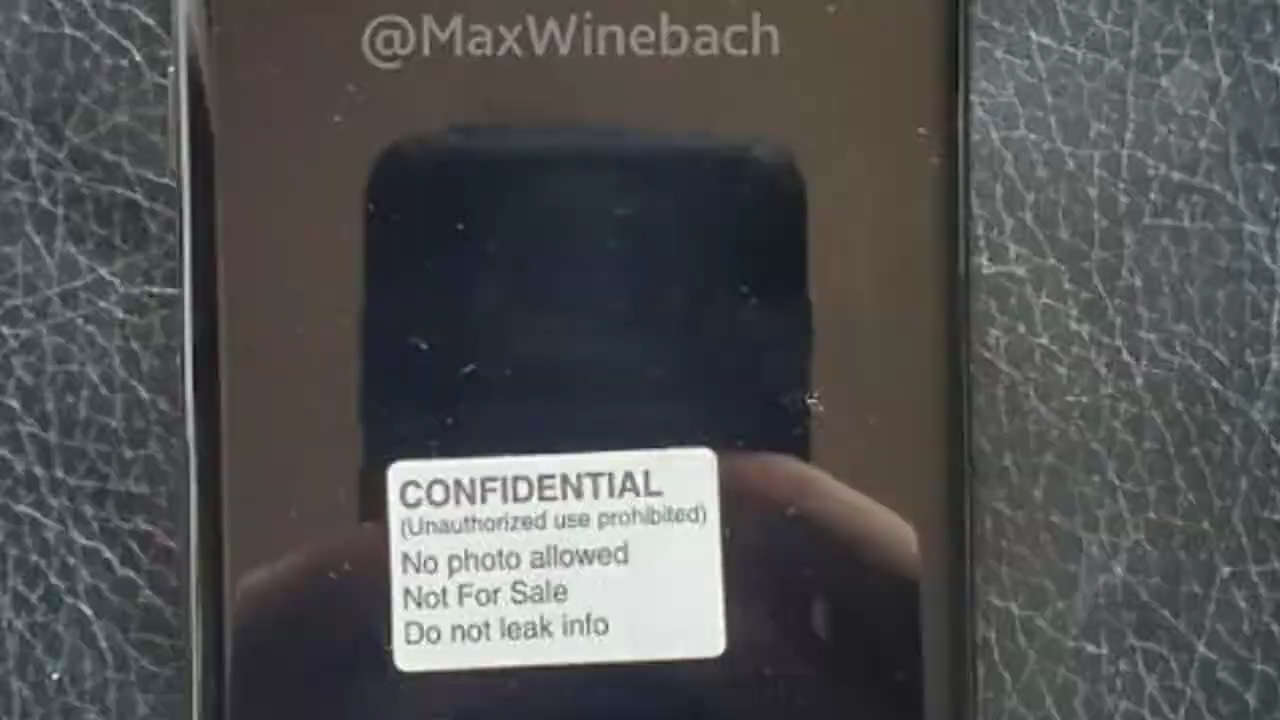 @MaxWinebach
CONFIDENTIAL
(Unauthorized use prohibited)
No photo allowed
Not For Sale
Do not leak info